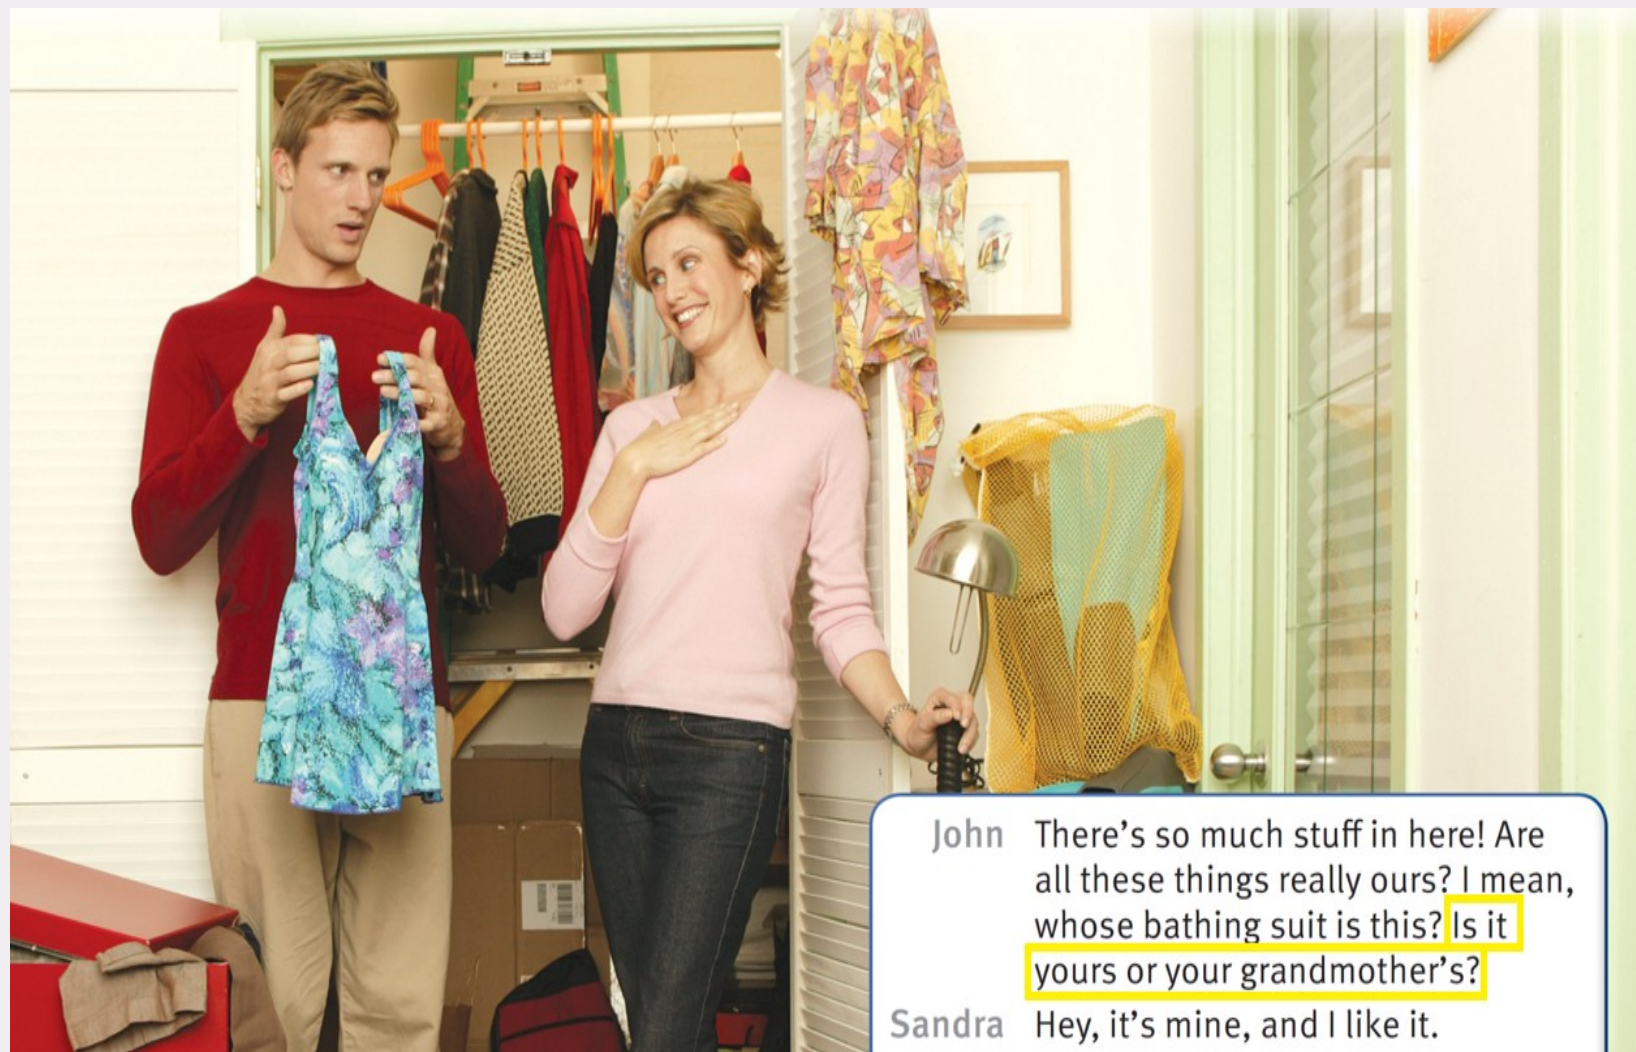 John There's so much stuff in here! Are
all these things really ours? I mean,
whose bathing suit is this? Is it
yours or your grandmother's?
Sandra Hey, it's mine, and I like it.